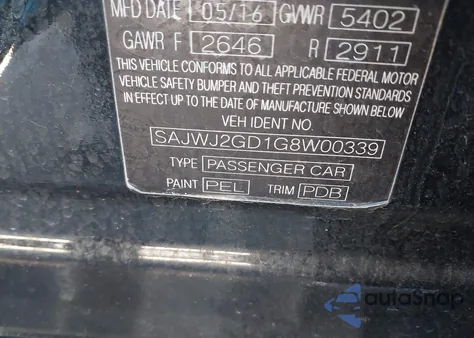 MFD DATE 05/16 GVWR 5402
GAWR F 2646 R 2911
THIS VEHICLE CONFORMS TO ALL APPLICABLE FEDERAL MOTOR
VEHICLE SAFETY BUMPER AND THEFT PREVENTION STANDARDS
IN EFFECT UP TO THE DATE OF MANUFACTURE SHOWN BELOW.
VEH IDENT NO.
SAJWJ2GD1G8W00339
TYPE PASSENGER CAR
PAINT PEL TRIM PDB
autoSnap